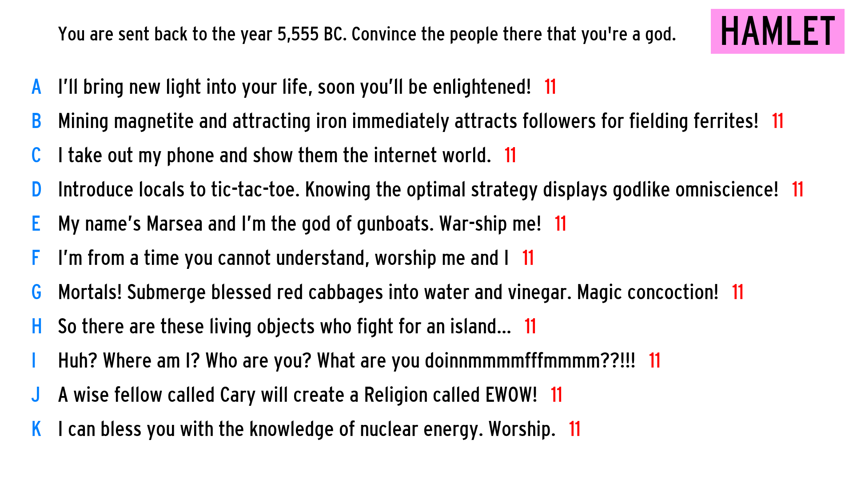 You are sent back to the year 5,555 BC. Convince the people there that you're a god.
HAMLET
A I'll bring new light into your life, soon you'll be enlightened! 11
B Mining magnetite and attracting iron immediately attracts followers for fielding ferrites! 11
C I take out my phone and show them the internet world. 11
D Introduce locals to tic-tac-toe. Knowing the optimal strategy displays godlike omniscience! 11
E My name's Marsea and I'm the god of gunboats. War-ship me! 11
F I'm from a time you cannot understand, worship me and I 11
G Mortals! Submerge blessed red cabbages into water and vinegar. Magic concoction! 11
H So there are these living objects who fight for an island... 11
I Huh? Where am I? Who are you? What are you doinnmmmmfffmmmm??!!! 11
J A wise fellow called Cary will create a Religion called EWOW! 11
K I can bless you with the knowledge of nuclear energy. Worship. 11